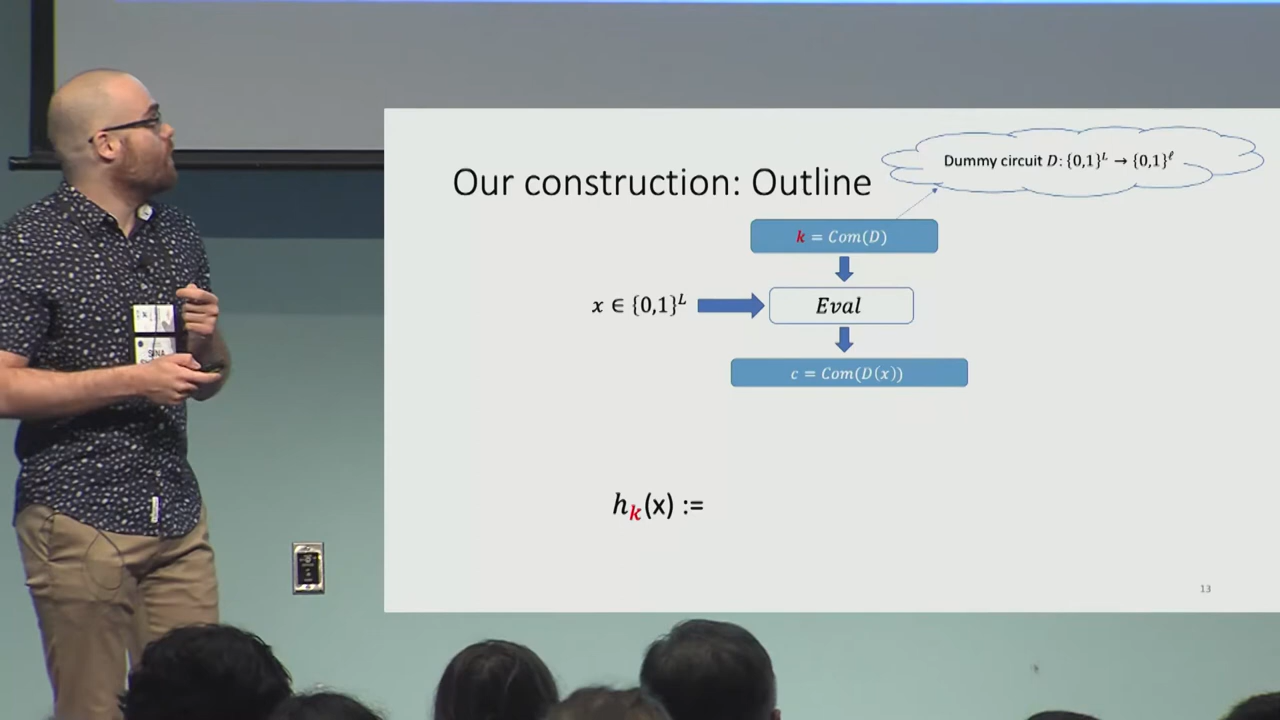 Dummy circuit D: {0,1}^L → {0,1}^ℓ
Our construction: Outline
k = Com(D)
x ∈ {0,1}^L
Eval
c = Com(D(x))
h_k(x) :=
13